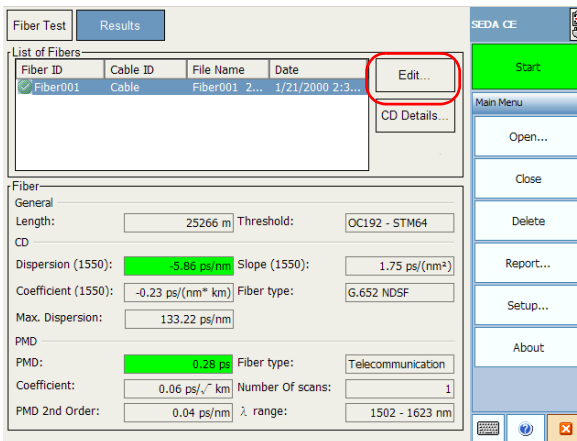 Fiber Test Results SEDA CE
List of Fibers
Fiber ID Cable ID File Name Date
Fiber001 Cable Fiber001 2... 1/21/2000 2:3...
Edit...
CD Details...
Fiber
General
Length: 25266 m Threshold: OC192 - STM64
CD
Dispersion (1550): -5.86 ps/nm Slope (1550): 1.75 ps/(nm²)
Coefficient (1550): -0.23 ps/(nm* km) Fiber type: G.652 NDSF
Max. Dispersion: 133.22 ps/nm
PMD
PMD: 0.28 ps Fiber type: Telecommunication
Coefficient: 0.06 ps/√ km Number Of scans: 1
PMD 2nd Order: 0.04 ps/nm λ range: 1502 - 1623 nm
Start
Main Menu
Open...
Close
Delete
Report...
Setup...
About